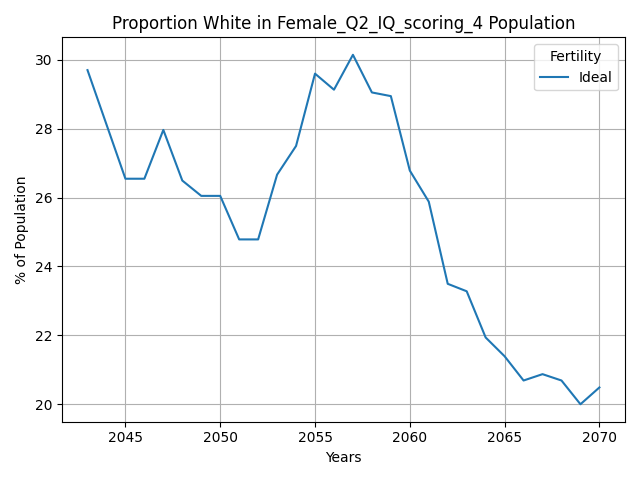 Proportion White in Female_Q2_IQ_scoring_4 Population
Fertility
Ideal
% of Population
30
28
26
24
22
20
2045 2050 2055 2060 2065 2070
Years